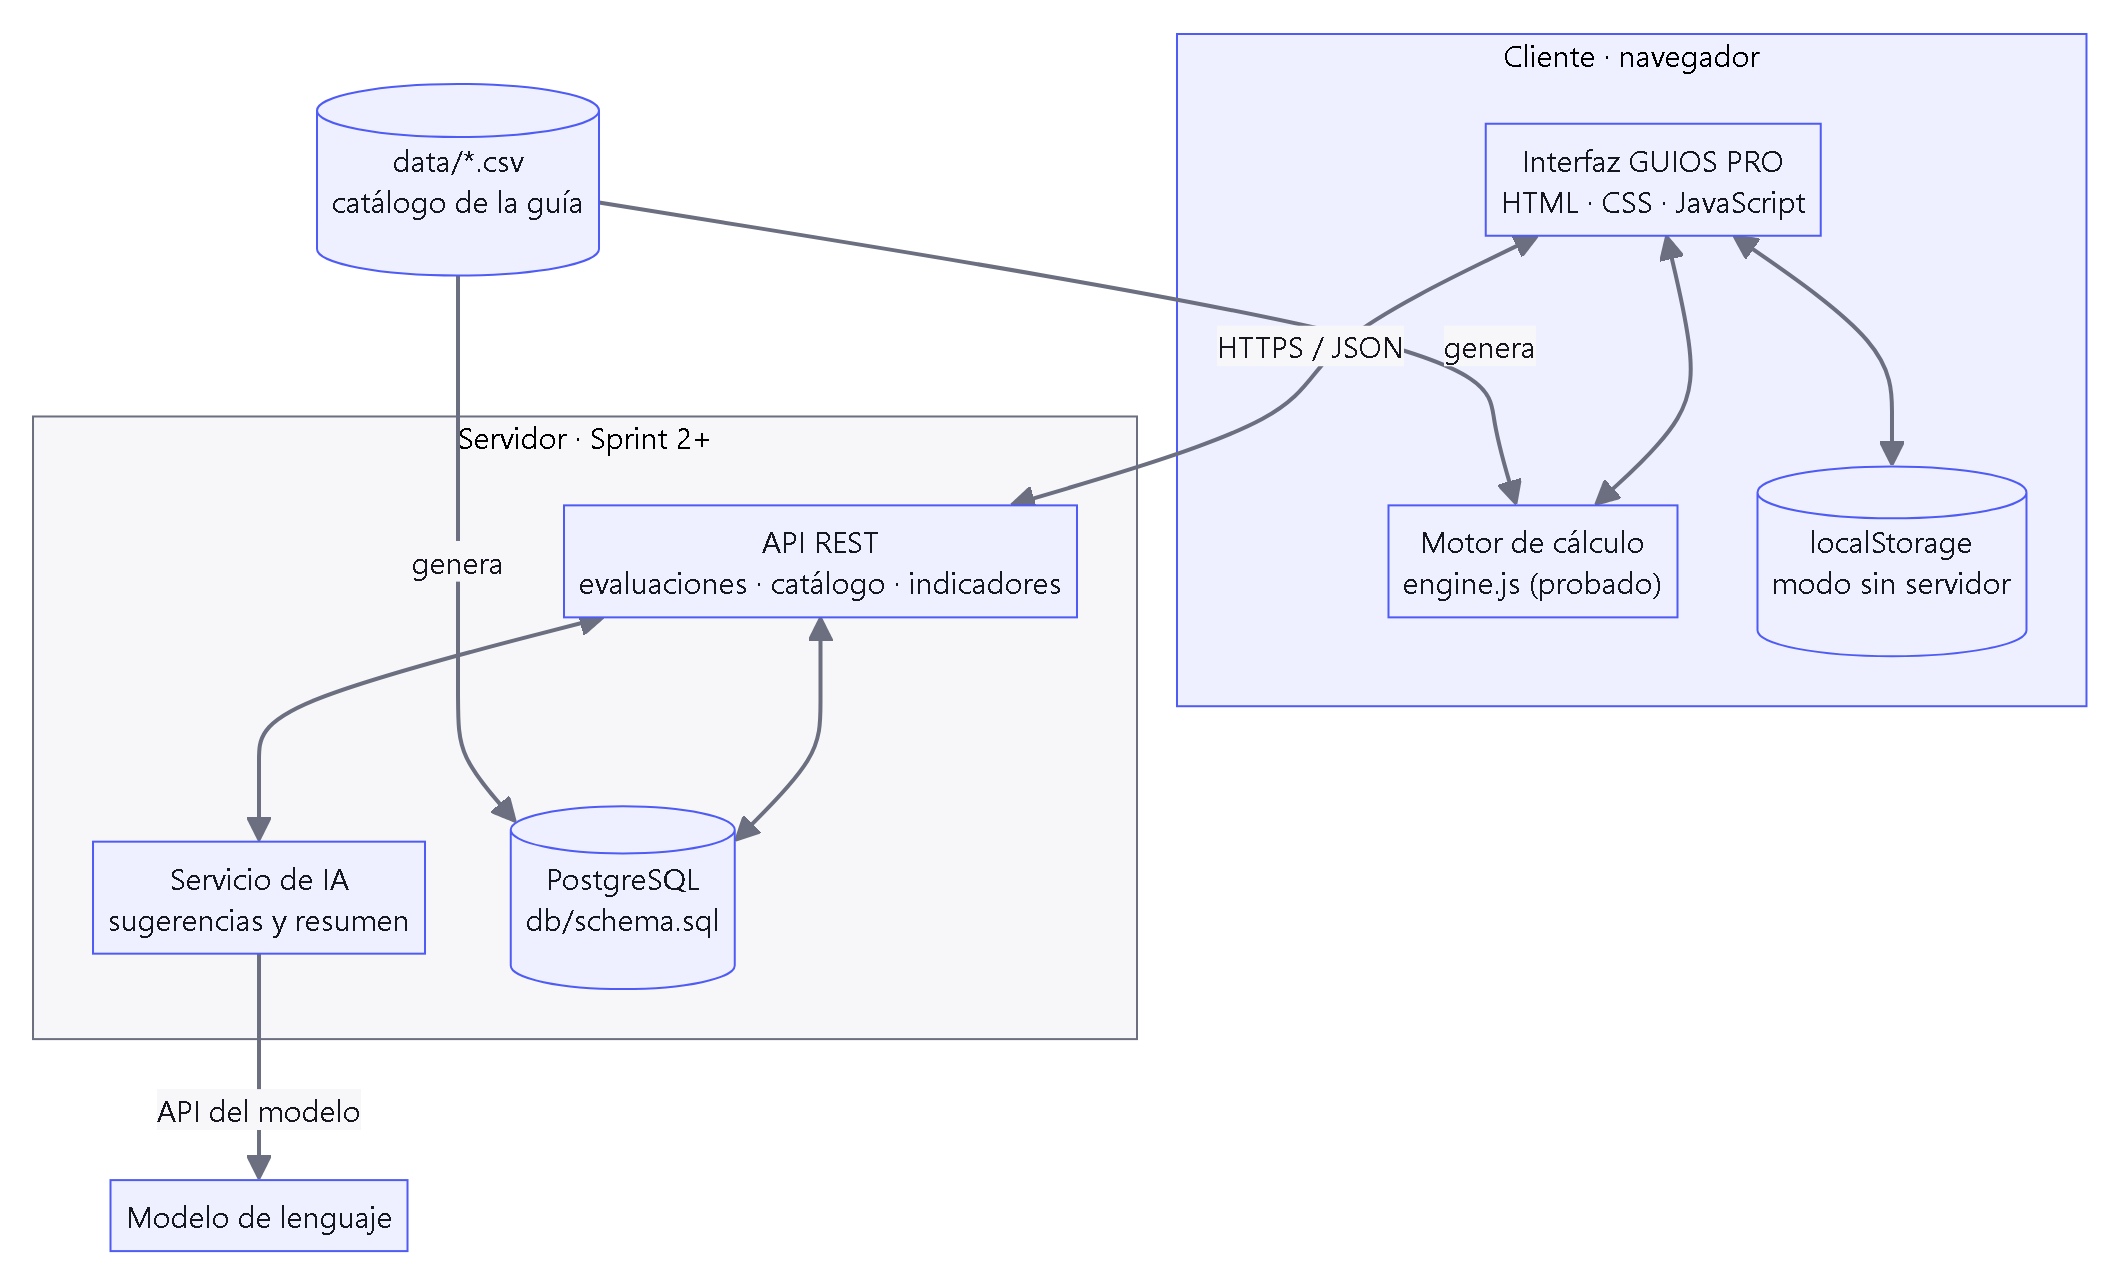 Cliente · navegador
data/*.csv
catálogo de la guía
Interfaz GUIOS PRO
HTML · CSS · JavaScript
HTTPS / JSON
genera
Servidor · Sprint 2+
genera
API REST
evaluaciones · catálogo · indicadores
Motor de cálculo
engine.js (probado)
localStorage
modo sin servidor
Servicio de IA
sugerencias y resumen
PostgreSQL
db/schema.sql
API del modelo
Modelo de lenguaje